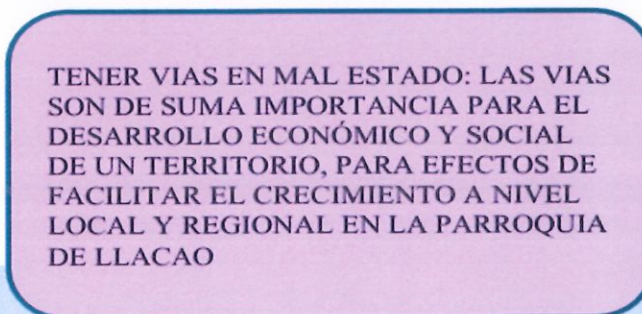 TENER VIAS EN MAL ESTADO: LAS VIAS
SON DE SUMA IMPORTANCIA PARA EL
DESARROLLO ECONÓMICO Y SOCIAL
DE UN TERRITORIO, PARA EFECTOS DE
FACILITAR EL CRECIMIENTO A NIVEL
LOCAL Y REGIONAL EN LA PARROQUIA
DE LLACAO